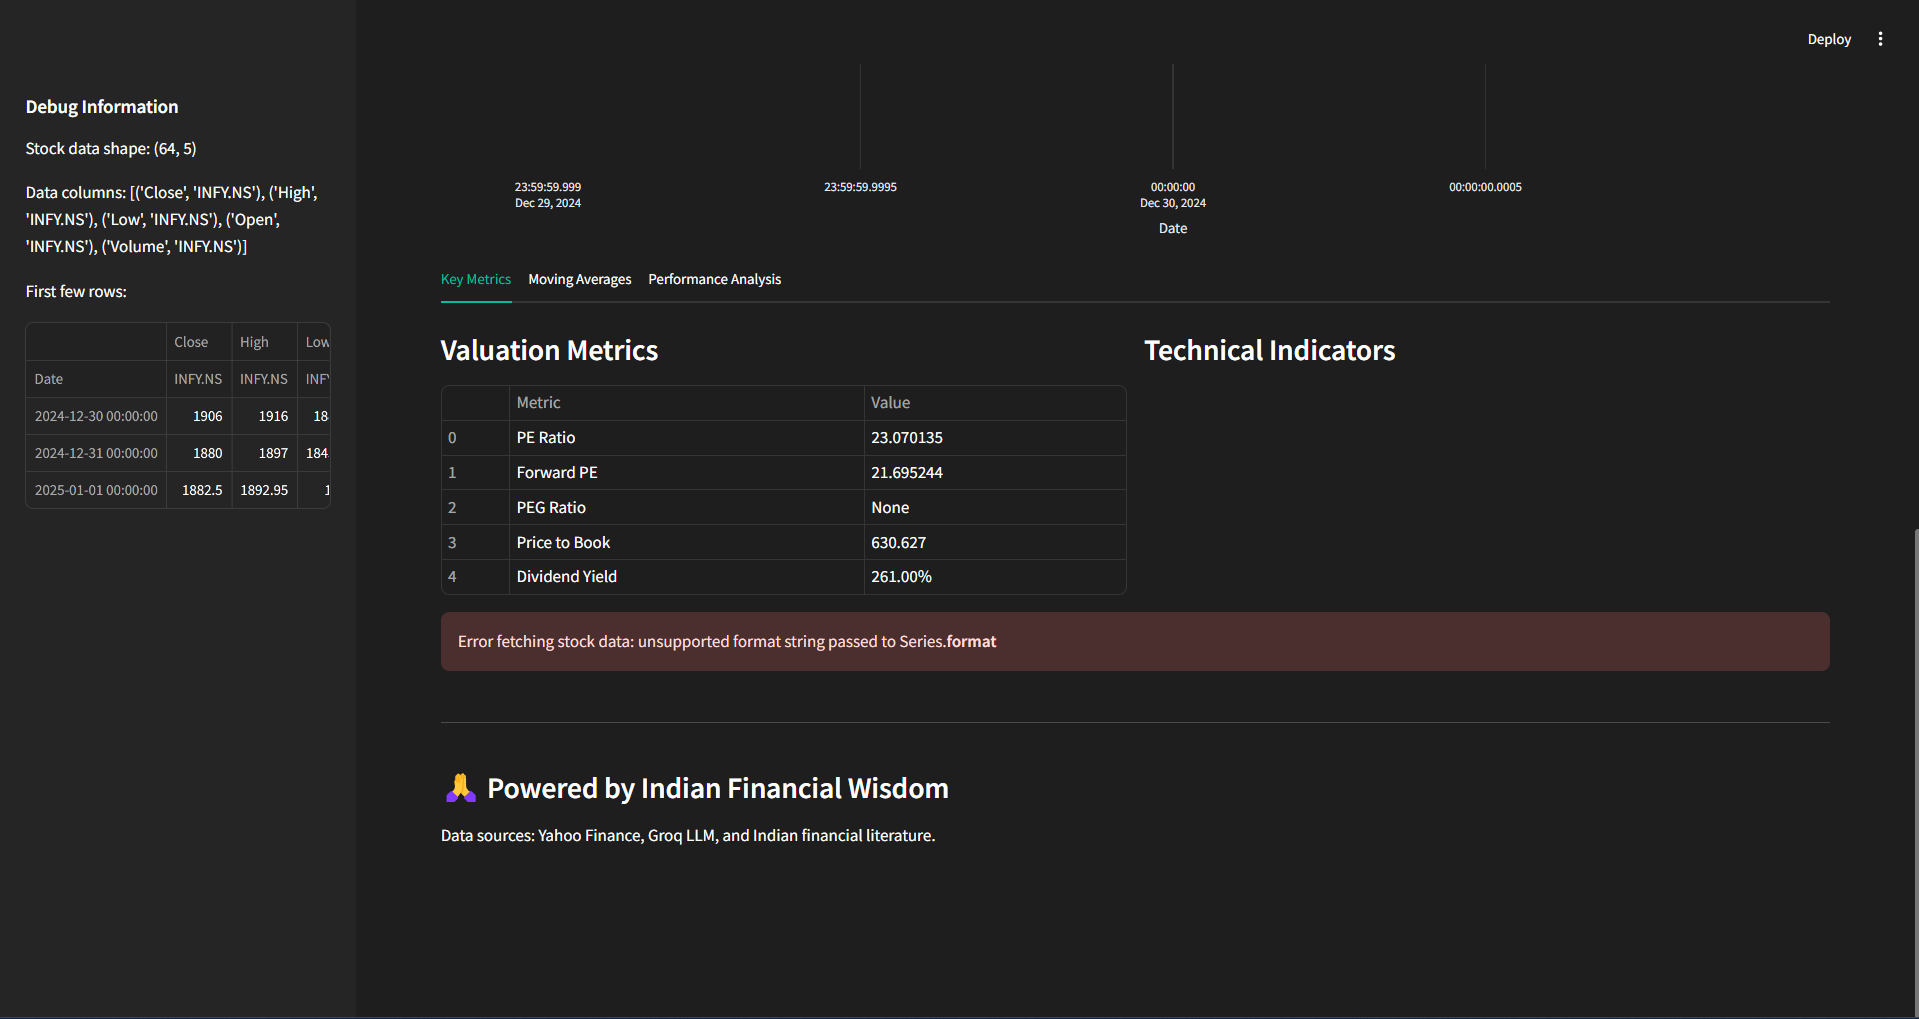 Deploy
Debug Information
Stock data shape: (64, 5)
Data columns: [('Close', 'INFY.NS'), ('High',
'INFY.NS'), ('Low', 'INFY.NS'), ('Open',
'INFY.NS'), ('Volume', 'INFY.NS')]
First few rows:
Close High Low
Date INFY.NS INFY.NS INFY
2024-12-30 00:00:00 1906 1916 18
2024-12-31 00:00:00 1880 1897 184
2025-01-01 00:00:00 1882.5 1892.95 1
23:59:59.999 23:59:59.9995 00:00:00 00:00:00.0005
Dec 29, 2024 Dec 30, 2024
Date
Key Metrics Moving Averages Performance Analysis
Valuation Metrics
Metric Value
0 PE Ratio 23.070135
1 Forward PE 21.695244
2 PEG Ratio None
3 Price to Book 630.627
4 Dividend Yield 261.00%
Technical Indicators
Error fetching stock data: unsupported format string passed to Series.format
🙏 Powered by Indian Financial Wisdom
Data sources: Yahoo Finance, Groq LLM, and Indian financial literature.